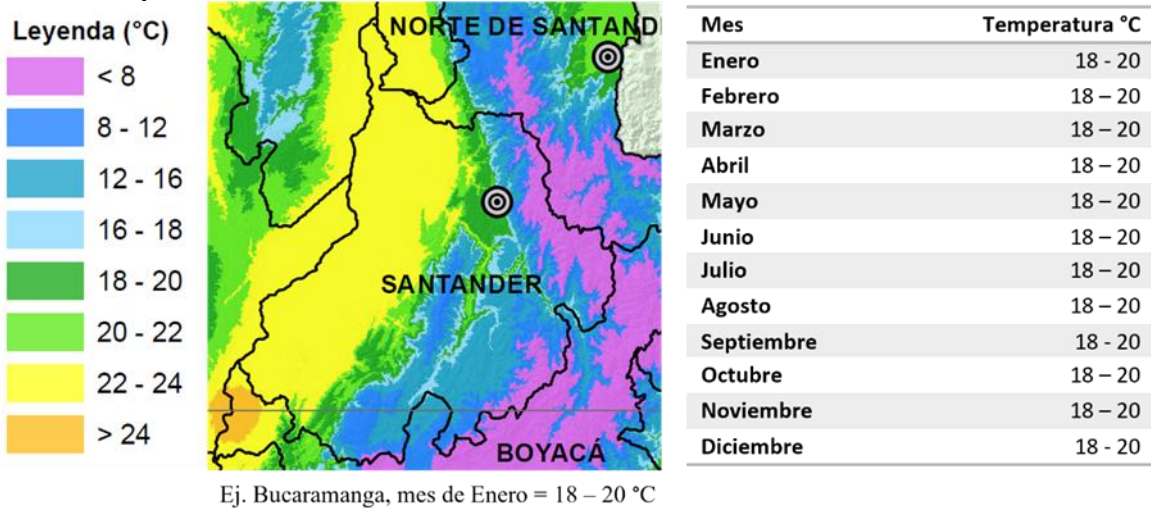 Leyenda (°C)
< 8
8 - 12
12 - 16
16 - 18
18 - 20
20 - 22
22 - 24
> 24
NORTE DE SANTAND
SANTANDER
BOYACÁ
Mes Temperatura °C
Enero 18 - 20
Febrero 18 – 20
Marzo 18 – 20
Abril 18 – 20
Mayo 18 – 20
Junio 18 – 20
Julio 18 – 20
Agosto 18 – 20
Septiembre 18 - 20
Octubre 18 – 20
Noviembre 18 – 20
Diciembre 18 - 20
Ej. Bucaramanga, mes de Enero = 18 – 20 °C